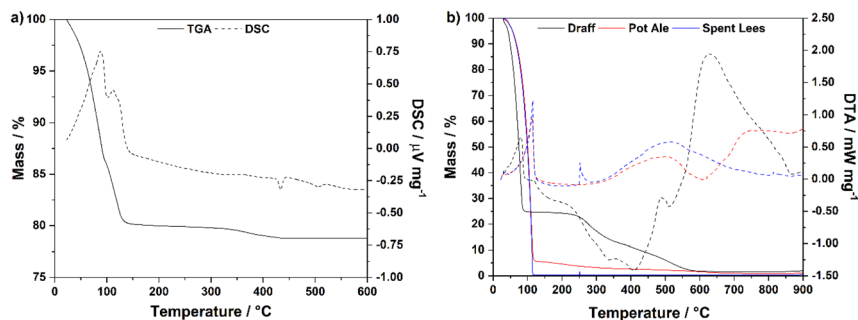 a)
TGA DSC
Mass / %
100
95
90
85
80
75
0 100 200 300 400 500 600
Temperature / °C
1.00
0.75
0.50
0.25
0.00
-0.25
-0.50
-0.75
-1.00
DSC / μV mg-1
b)
Draff Pot Ale Spent Lees
Mass / %
100
90
80
70
60
50
40
30
20
10
0
0 100 200 300 400 500 600 700 800 900
Temperature / °C
2.50
2.00
1.50
1.00
0.50
0.00
-0.50
-1.00
-1.50
DTA / mW mg-1